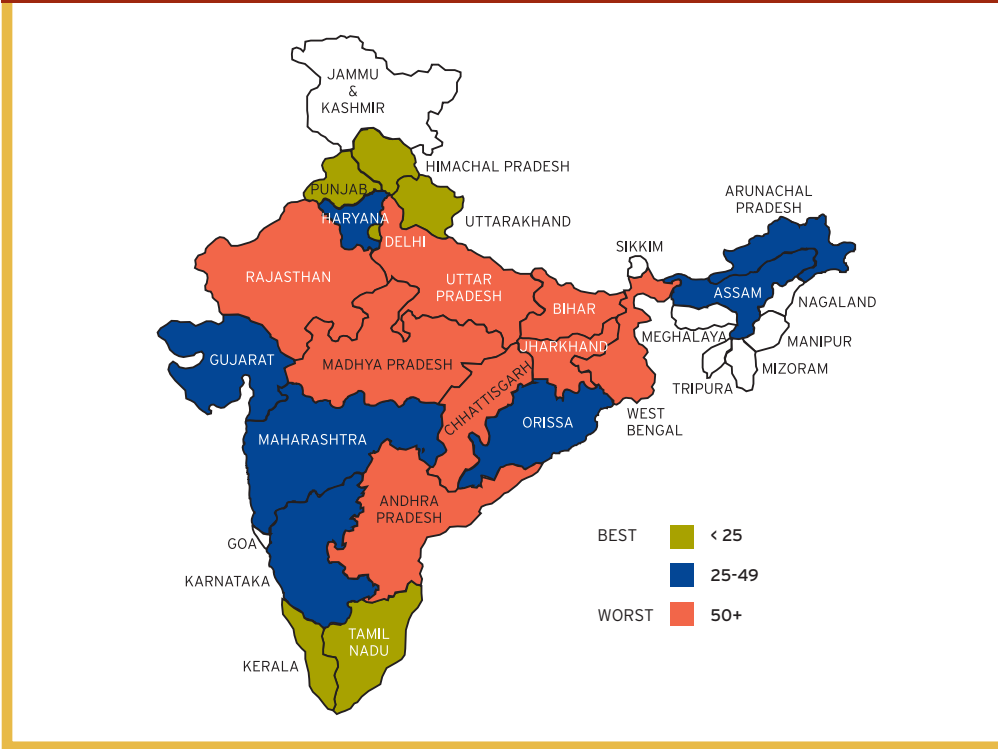 JAMMU
&
KASHMIR
HIMACHAL PRADESH
PUNJAB
UTTARAKHAND
HARYANA
DELHI
ARUNACHAL
PRADESH
SIKKIM
RAJASTHAN
UTTAR
PRADESH
BIHAR
ASSAM
NAGALAND
MEGHALAYA
MANIPUR
JHARKHAND
GUJARAT
MADHYA PRADESH
MIZORAM
TRIPURA
CHHATTISGARH
WEST
BENGAL
ORISSA
MAHARASHTRA
ANDHRA
PRADESH
GOA
KARNATAKA
TAMIL
NADU
KERALA
BEST < 25
25-49
WORST 50+